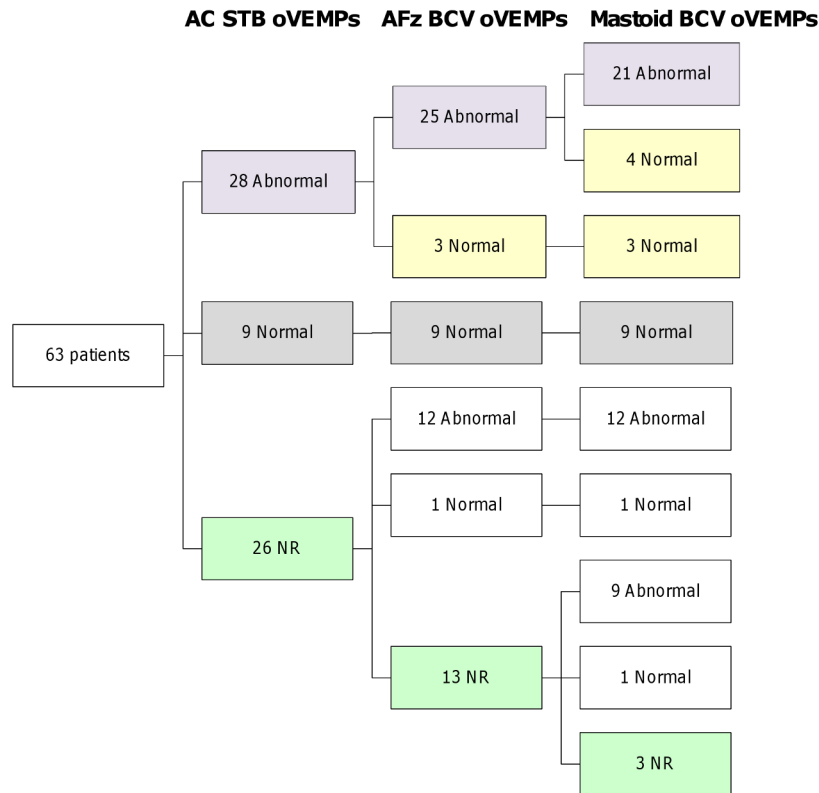 AC STB oVEMPs AFz BCV oVEMPs Mastoid BCV oVEMPs
21 Abnormal
25 Abnormal
4 Normal
28 Abnormal
3 Normal 3 Normal
9 Normal 9 Normal 9 Normal
63 patients
12 Abnormal 12 Abnormal
1 Normal 1 Normal
26 NR
9 Abnormal
13 NR 1 Normal
3 NR